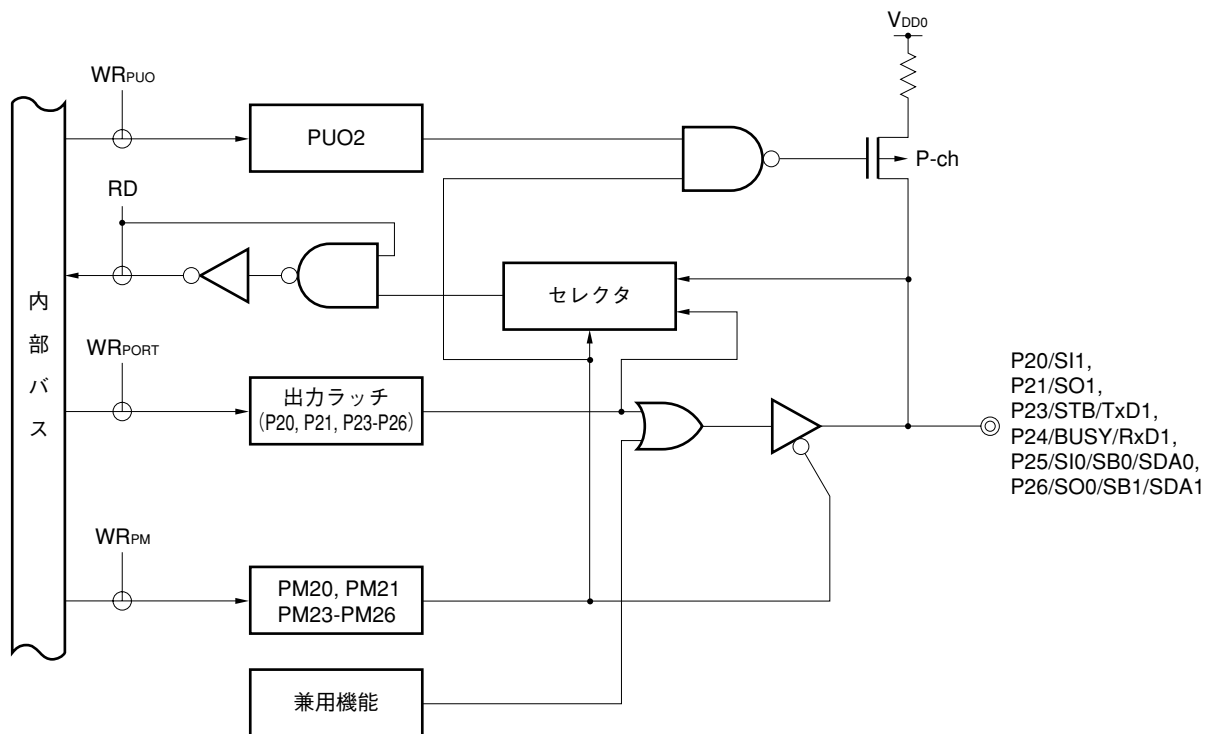 VDD0
WRPUO
PUO2
P-ch
RD
セレクタ
内部バス
WRPORT
出力ラッチ
(P20, P21, P23-P26)
P20/SI1,
P21/SO1,
P23/STB/TxD1,
P24/BUSY/RxD1,
P25/SI0/SB0/SDA0,
P26/SO0/SB1/SDA1
WRPM
PM20, PM21
PM23-PM26
兼用機能